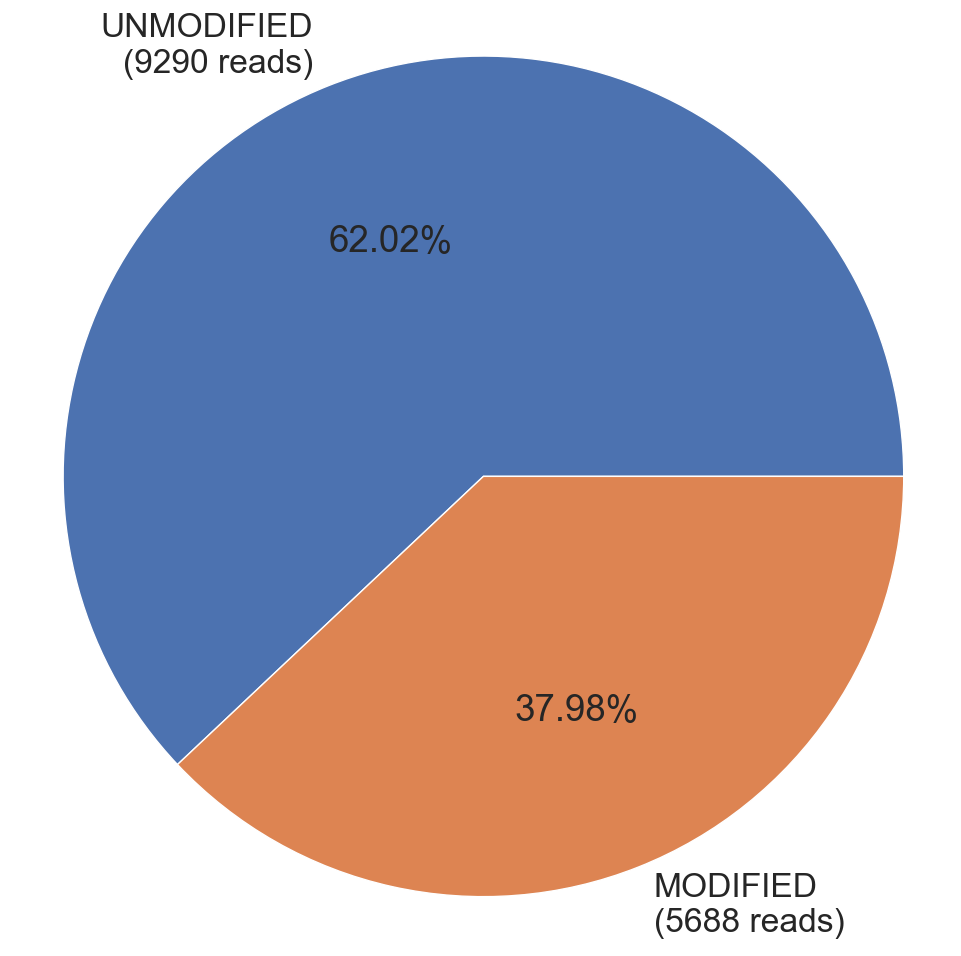 UNMODIFIED
(9290 reads)
62.02%
37.98%
MODIFIED
(5688 reads)